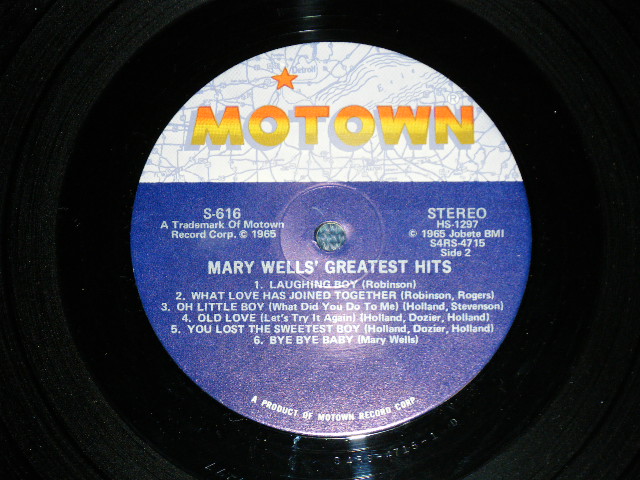 Detroit
MOTOWN®
S-616
A Trademark Of Motown
Record Corp. © 1965
STEREO
HS-1297
© 1965 Jobete BMI
S4RS-4715
Side 2
MARY WELLS' GREATEST HITS
1. LAUGHING BOY (Robinson)
2. WHAT LOVE HAS JOINED TOGETHER (Robinson, Rogers)
3. OH LITTLE BOY (What Did You Do To Me) (Holland, Stevenson)
4. OLD LOVE (Let's Try It Again) (Holland, Dozier, Holland)
5. YOU LOST THE SWEETEST BOY (Holland, Dozier, Holland)
6. BYE BYE BABY (Mary Wells)
A PRODUCT OF MOTOWN RECORD CORP.